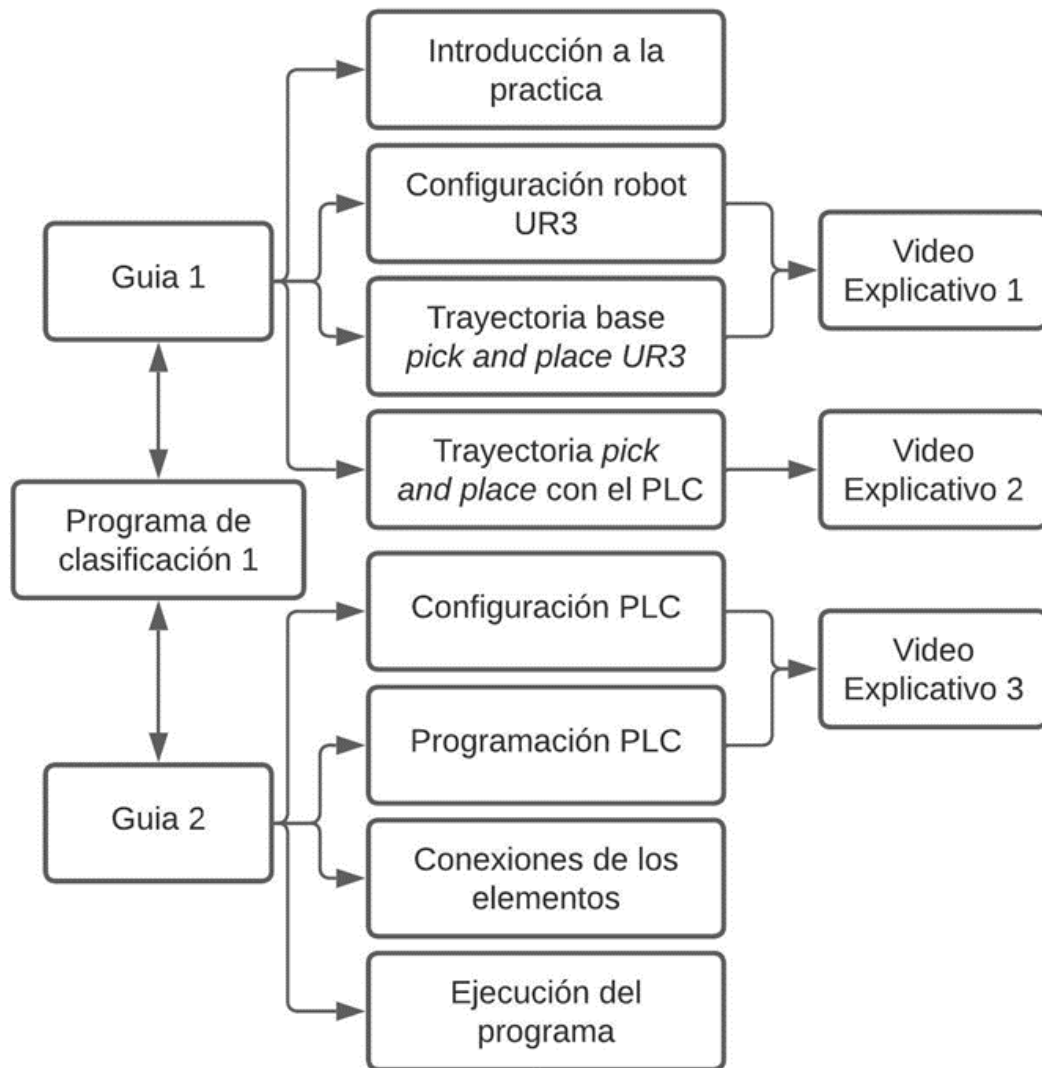 Introducción a la
practica
Configuración robot
UR3
Guia 1
Trayectoria base
pick and place UR3
Video
Explicativo 1
Trayectoria pick
and place con el PLC
Video
Explicativo 2
Programa de
clasificación 1
Configuración PLC
Programación PLC
Video
Explicativo 3
Guia 2
Conexiones de los
elementos
Ejecución del
programa